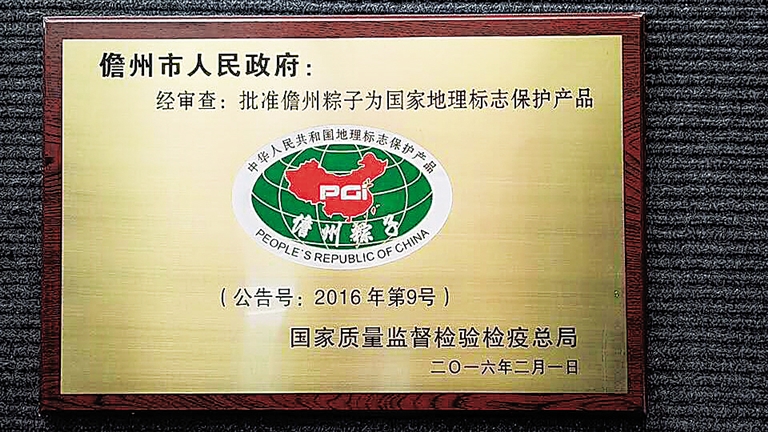 儋州市人民政府：
经审查：批准儋州粽子为国家地理标志保护产品
中华人民共和国地理标志保护产品
PGI
儋州粽子
PEOPLE'S REPUBLIC OF CHINA
（公告号：2016年第9号）
国家质量监督检验检疫总局
二〇一六年二月一日